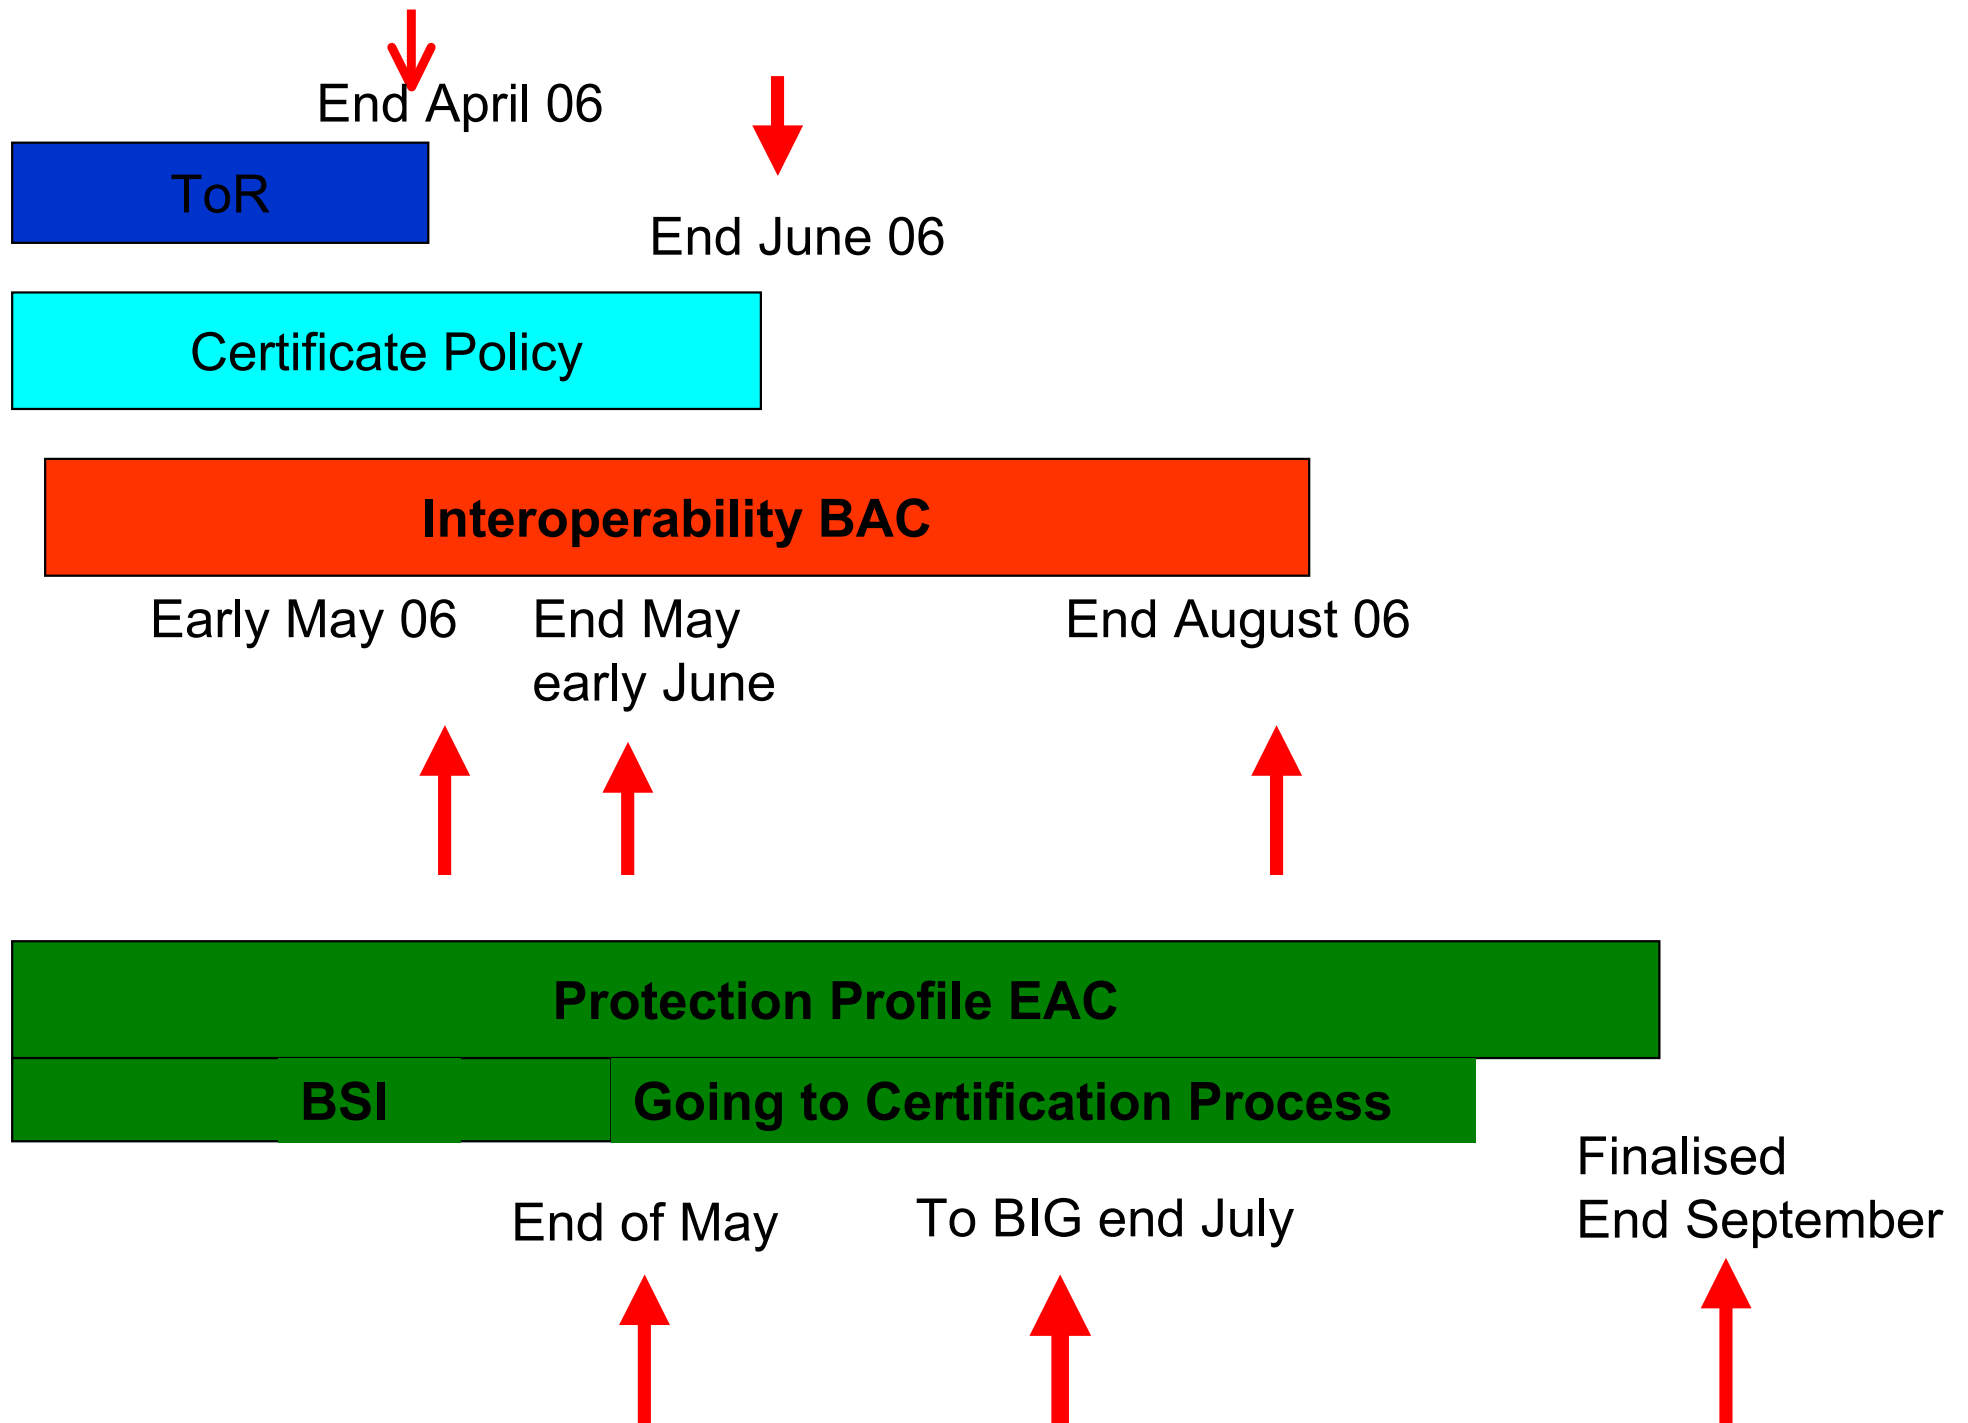 End April 06
ToR
End June 06
Certificate Policy
Interoperability BAC
Early May 06
End May
early June
End August 06
Protection Profile EAC
BSI
Going to Certification Process
End of May
To BIG end July
Finalised
End September